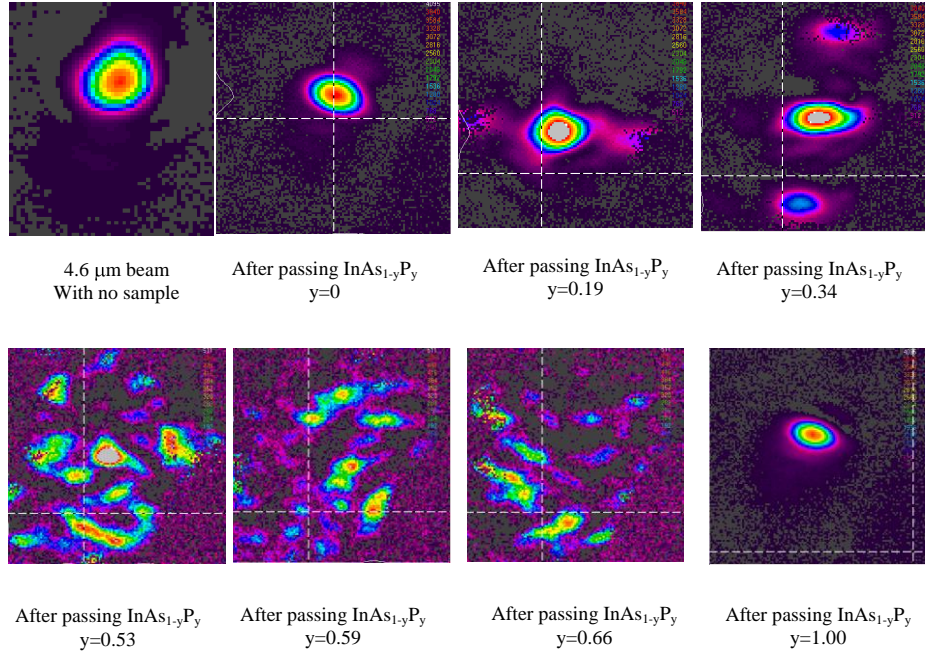 4.6 μm beam
With no sample
After passing InAs₁₋yPy
y=0
After passing InAs₁₋yPy
y=0.19
After passing InAs₁₋yPy
y=0.34
After passing InAs₁₋yPy
y=0.53
After passing InAs₁₋yPy
y=0.59
After passing InAs₁₋yPy
y=0.66
After passing InAs₁₋yPy
y=1.00